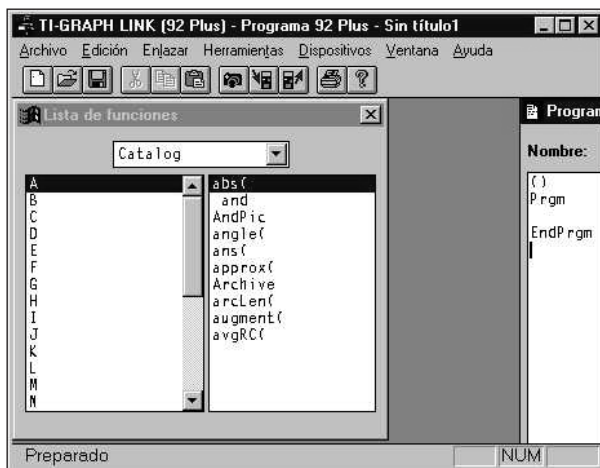 TI-GRAPH LINK (92 Plus) - Programa 92 Plus - Sin título1
Archivo Edición Enlazar Herramientas Dispositivos Ventana Ayuda
Lista de funciones
Catalog
A
B
C
D
E
F
G
H
I
J
K
L
M
N
abs(
and
AndPic
angle(
ans(
approx(
Archive
arcLen(
augment(
avgRC(
Program
Nombre:
()
Prgm
EndPrgm
Preparado
NUM